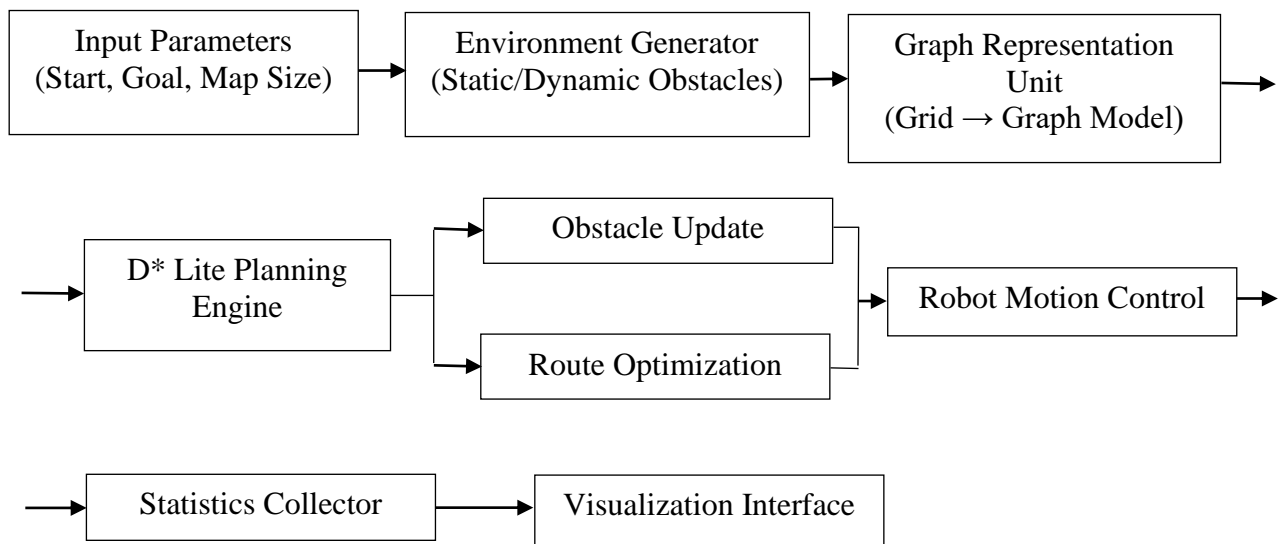 Input Parameters
(Start, Goal, Map Size)
Environment Generator
(Static/Dynamic Obstacles)
Graph Representation
Unit
(Grid → Graph Model)
D* Lite Planning
Engine
Obstacle Update
Route Optimization
Robot Motion Control
Statistics Collector
Visualization Interface